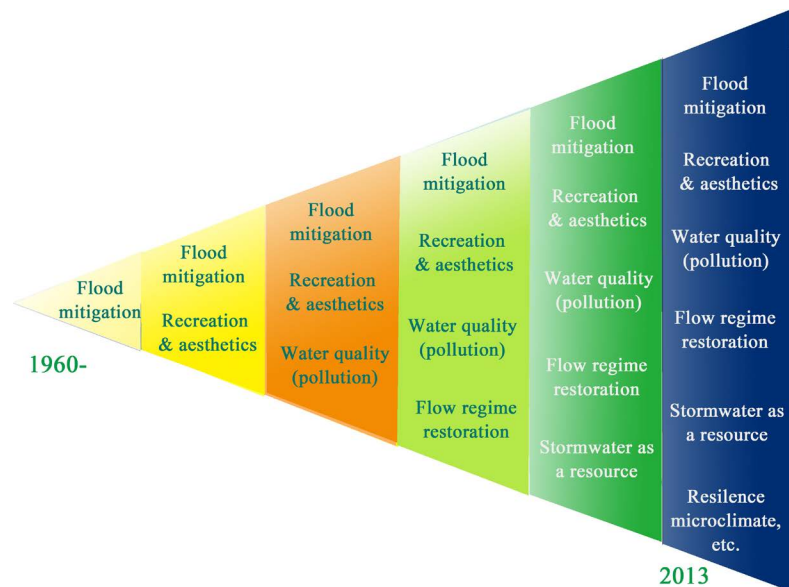 Flood
mitigation
1960-
Flood
mitigation
Recreation
& aesthetics
Flood
mitigation
Recreation
& aesthetics
Water quality
(pollution)
Flood
mitigation
Recreation
& aesthetics
Water quality
(pollution)
Flow regime
restoration
Flood
mitigation
Recreation
& aesthetics
Water quality
(pollution)
Flow regime
restoration
Stormwater as
a resource
Flood
mitigation
Recreation
& aesthetics
Water quality
(pollution)
Flow regime
restoration
Stormwater as
a resource
Resilence
microclimate,
etc.
2013